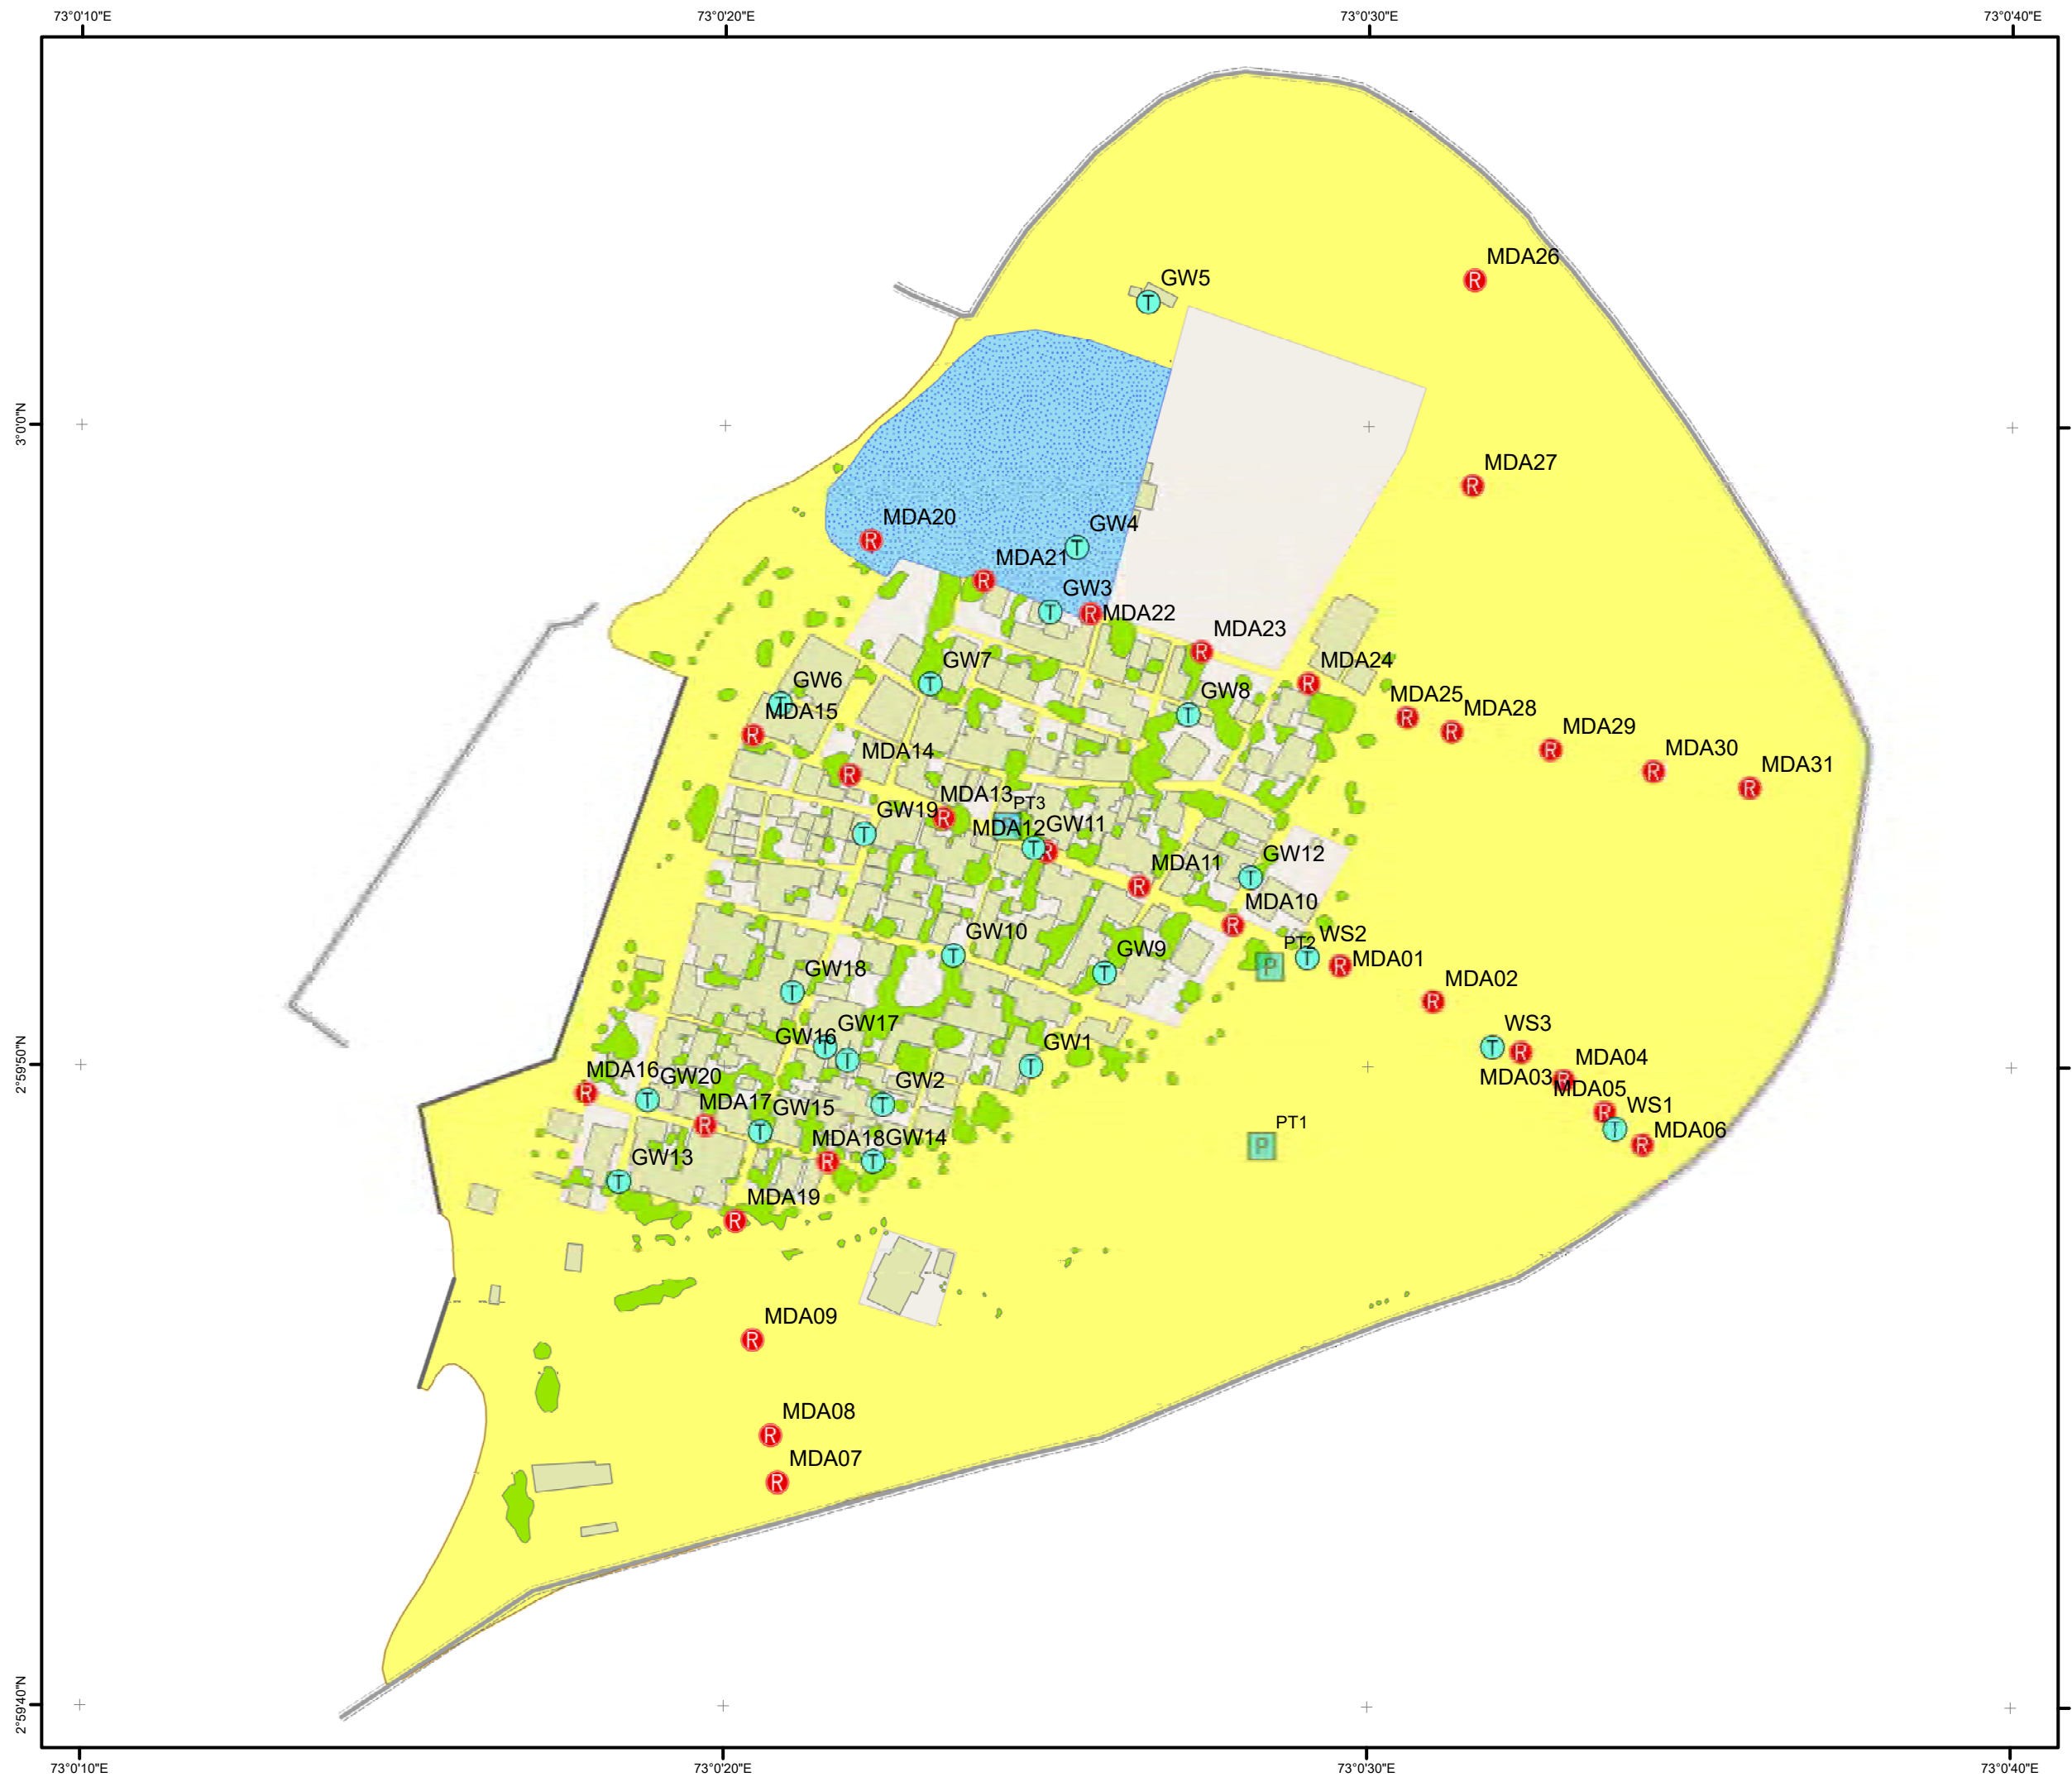 73°0'10"E
73°0'20"E
73°0'30"E
73°0'40"E
MDA26
GW5
3°0'0"N
MDA27
MDA20
GW4
MDA21
GW3
MDA22
MDA23
MDA24
GW7
GW6
GW8
MDA25
MDA28
MDA15
MDA29
MDA14
MDA30
MDA31
MDA13
PT3
GW19
MDA12
GW11
MDA11
GW12
MDA10
GW10
WS2
PT2
GW9
MDA01
GW18
MDA02
GW17
WS3
GW16
GW1
2°59'50"N
MDA04
MDA16
GW20
MDA03
GW2
MDA05
MDA17
GW15
WS1
PT1
MDA06
MDA18
GW14
GW13
MDA19
MDA09
MDA08
MDA07
2°59'40"N
73°0'10"E
73°0'20"E
73°0'30"E
73°0'40"E
R
R
T
R
R
T
R
T
R
R
R
T
T
T
R
R
R
R
R
R
R
R
P
T
T
R
R
T
R
T
R
T
T
P
R
R
T
T
T
R
T
T
R
R
T
T
R
R
T
T
R
P
R
T
R
T
R
R
R
R